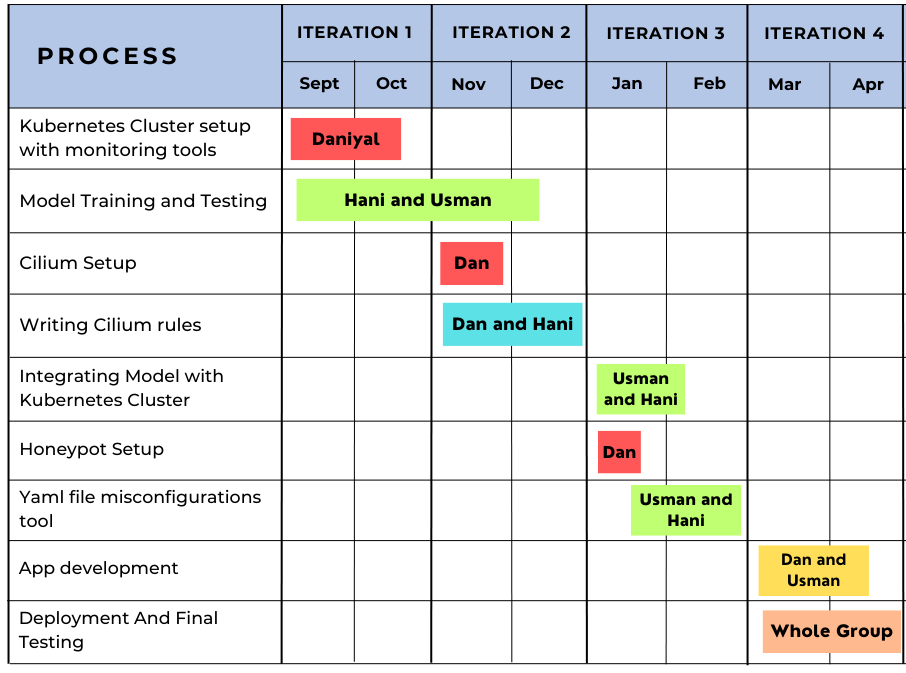 PROCESS
ITERATION 1
ITERATION 2
ITERATION 3
ITERATION 4
Sept
Oct
Nov
Dec
Jan
Feb
Mar
Apr
Kubernetes Cluster setup
with monitoring tools
Daniyal
Model Training and Testing
Hani and Usman
Cilium Setup
Dan
Writing Cilium rules
Dan and Hani
Integrating Model with
Kubernetes Cluster
Usman
and Hani
Honeypot Setup
Dan
Yaml file misconfigurations
tool
Usman and
Hani
App development
Dan and
Usman
Deployment And Final
Testing
Whole Group